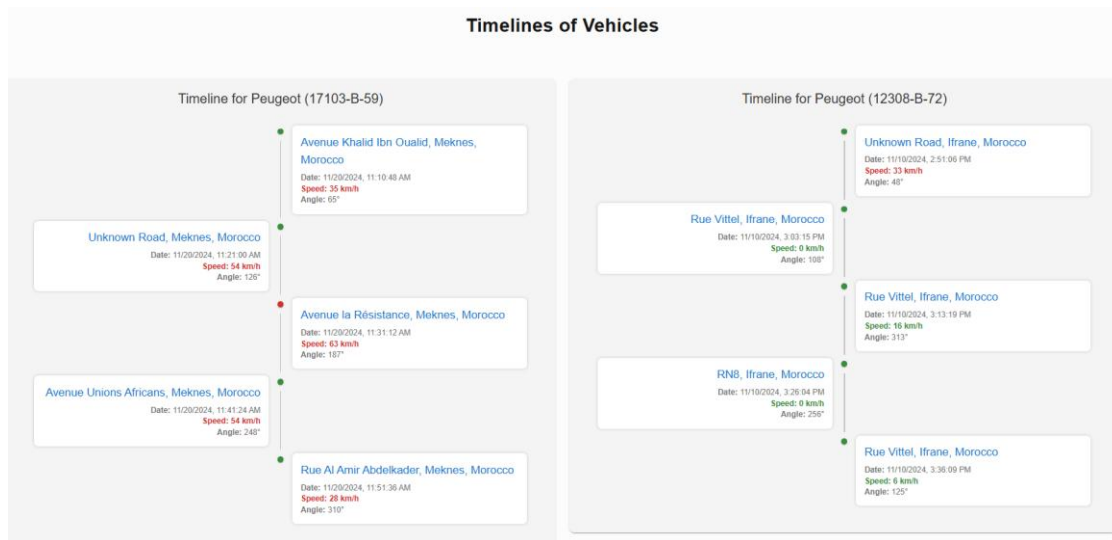 Timelines of Vehicles
Timeline for Peugeot (17103-B-59)
Avenue Khalid Ibn Oualid, Meknes,
Morocco
Date: 11/20/2024, 11:10:48 AM
Speed: 35 km/h
Angle: 65°
Unknown Road, Meknes, Morocco
Date: 11/20/2024, 11:21:00 AM
Speed: 54 km/h
Angle: 126°
Avenue la Résistance, Meknes, Morocco
Date: 11/20/2024, 11:31:12 AM
Speed: 63 km/h
Angle: 187°
Avenue Unions Africans, Meknes, Morocco
Date: 11/20/2024, 11:41:24 AM
Speed: 54 km/h
Angle: 248°
Rue Al Amir Abdelkader, Meknes, Morocco
Date: 11/20/2024, 11:51:36 AM
Speed: 28 km/h
Angle: 310°
Timeline for Peugeot (12308-B-72)
Unknown Road, Ifrane, Morocco
Date: 11/10/2024, 2:51:06 PM
Speed: 33 km/h
Angle: 48°
Rue Vittel, Ifrane, Morocco
Date: 11/10/2024, 3:03:15 PM
Speed: 0 km/h
Angle: 108°
Rue Vittel, Ifrane, Morocco
Date: 11/10/2024, 3:13:19 PM
Speed: 16 km/h
Angle: 313°
RN8, Ifrane, Morocco
Date: 11/10/2024, 3:26:04 PM
Speed: 0 km/h
Angle: 256°
Rue Vittel, Ifrane, Morocco
Date: 11/10/2024, 3:36:09 PM
Speed: 6 km/h
Angle: 125°